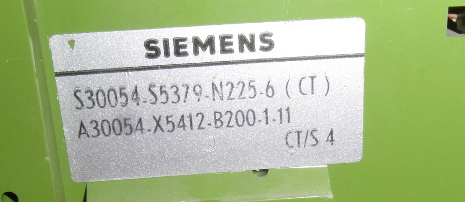 SIEMENS
S30054-S5379-N225-6 (CT)
A30054-X5412-B200-1-11
CT/S 4